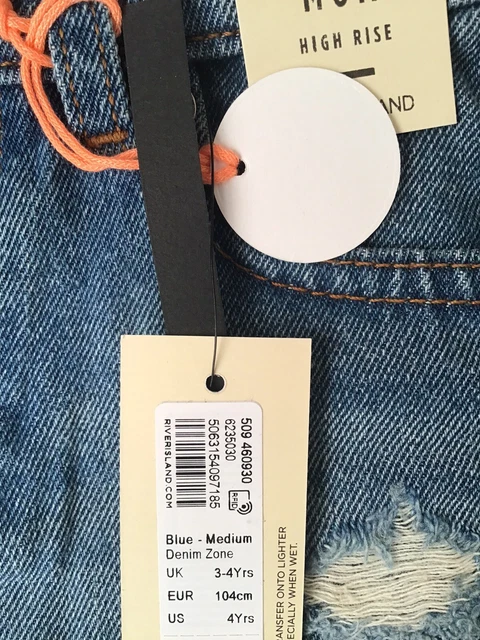 HIGH RISE
AND
509 460930
6235030
5063154097185
RIVERISLAND.COM
RFID
Blue - Medium
Denim Zone
UK 3-4Yrs
EUR 104cm
US 4Yrs
ANSFER ONTO LIGHTER
ECIALLY WHEN WET.